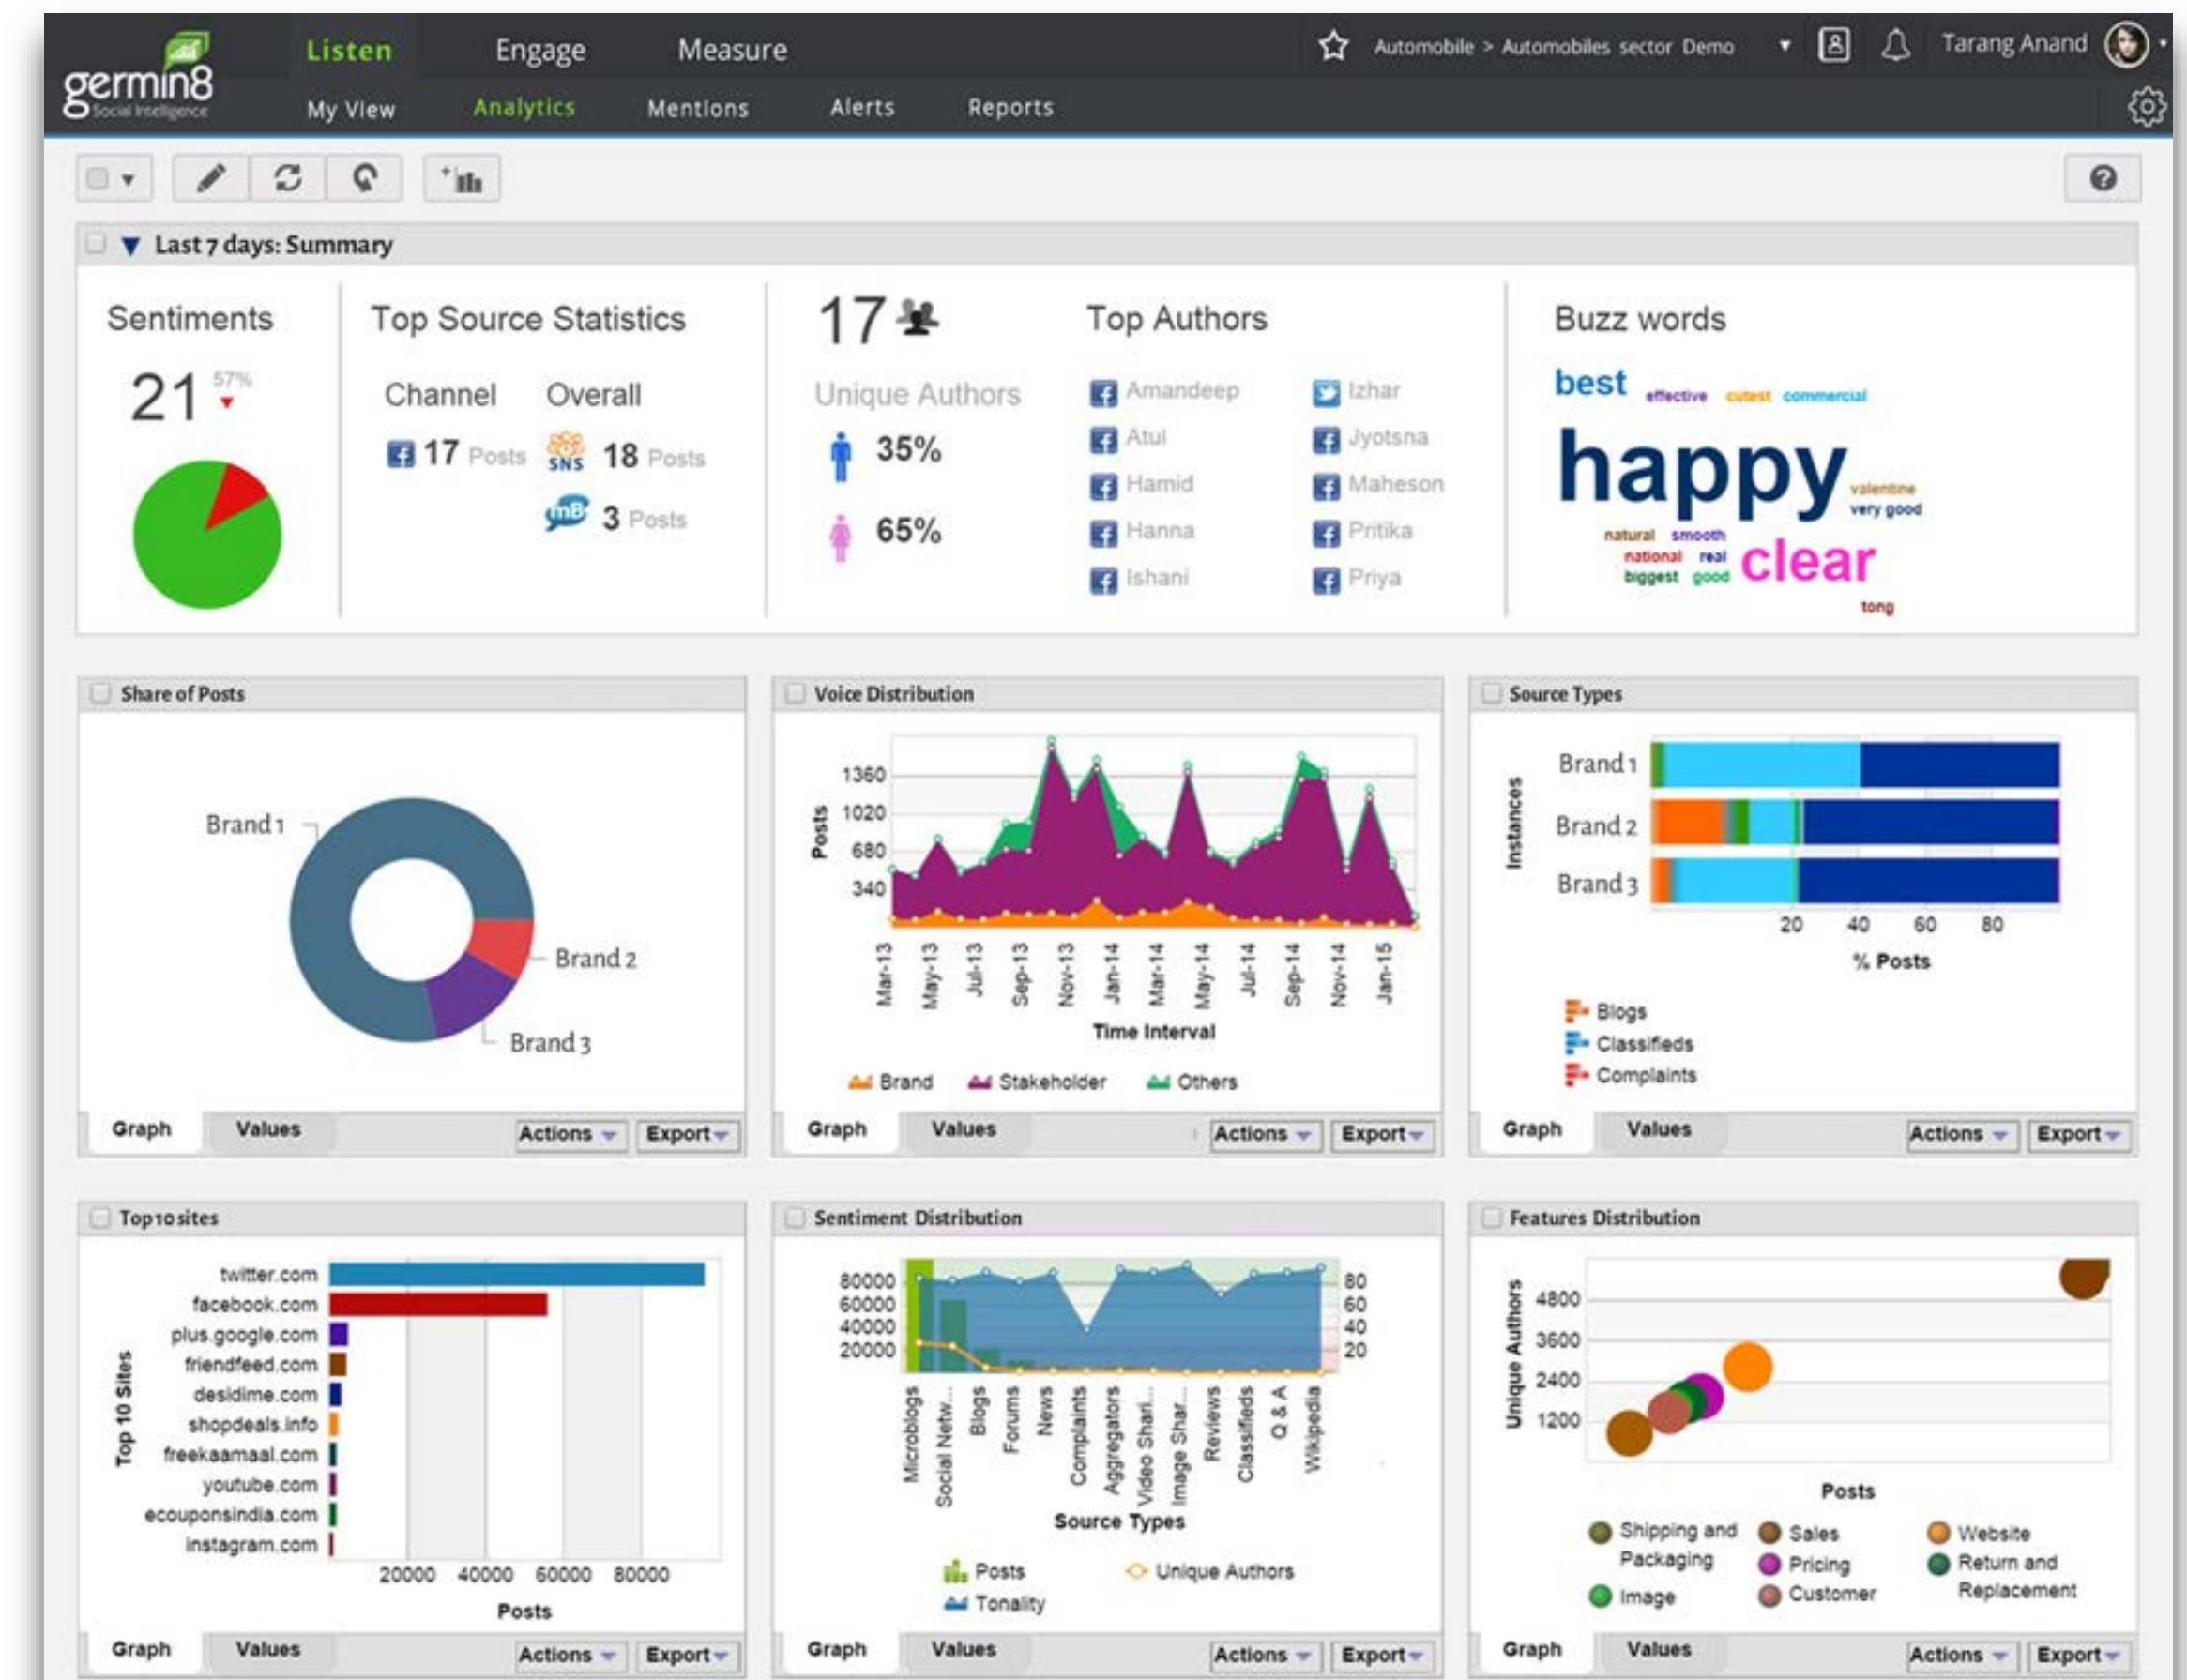 germin8
Social Intelligence
Listen Engage Measure
Automobile > Automobiles sector Demo
Tarang Anand
My View Analytics Mentions Alerts Reports
Last 7 days: Summary
Sentiments
21 57%
Top Source Statistics
Channel Overall
17 Posts SNS 18 Posts
mB 3 Posts
17
Unique Authors
35%
65%
Top Authors
Amandeep Izhar
Atul Jyotsna
Hamid Maheson
Hanna Pritika
Ishani Priya
Buzz words
best effective cutest commercial
happy valentine
very good
natural smooth
national real clear
biggest good
tong
Share of Posts
Brand 1
Brand 2
Brand 3
Graph Values Actions Export
Voice Distribution
Posts
1360
1020
680
340
Mar-13 May-13 Jul-13 Sep-13 Nov-13 Jan-14 Mar-14 May-14 Jul-14 Sep-14 Nov-14 Jan-15
Time Interval
Brand Stakeholder Others
Graph Values Actions Export
Source Types
Instances
Brand 1
Brand 2
Brand 3
20 40 60 80
% Posts
Blogs
Classifieds
Complaints
Graph Values Actions Export
Top 10 sites
Top 10 Sites
twitter.com
facebook.com
plus.google.com
friendfeed.com
desidime.com
shopdeals.info
freekaamaal.com
youtube.com
ecouponsindia.com
instagram.com
20000 40000 60000 80000
Posts
Graph Values Actions Export
Sentiment Distribution
80000 80
60000 60
40000 40
20000 20
Microblogs Social Netw... Blogs Forums News Complaints Aggregators Video Shari... Image Shar... Reviews Classifieds Q & A Wikipedia
Source Types
Posts Unique Authors
Tonality
Graph Values Actions Export
Features Distribution
Unique Authors
4800
3600
2400
1200
Posts
Shipping and Packaging Sales Website
Pricing Return and Replacement
Image Customer
Graph Values Actions Export